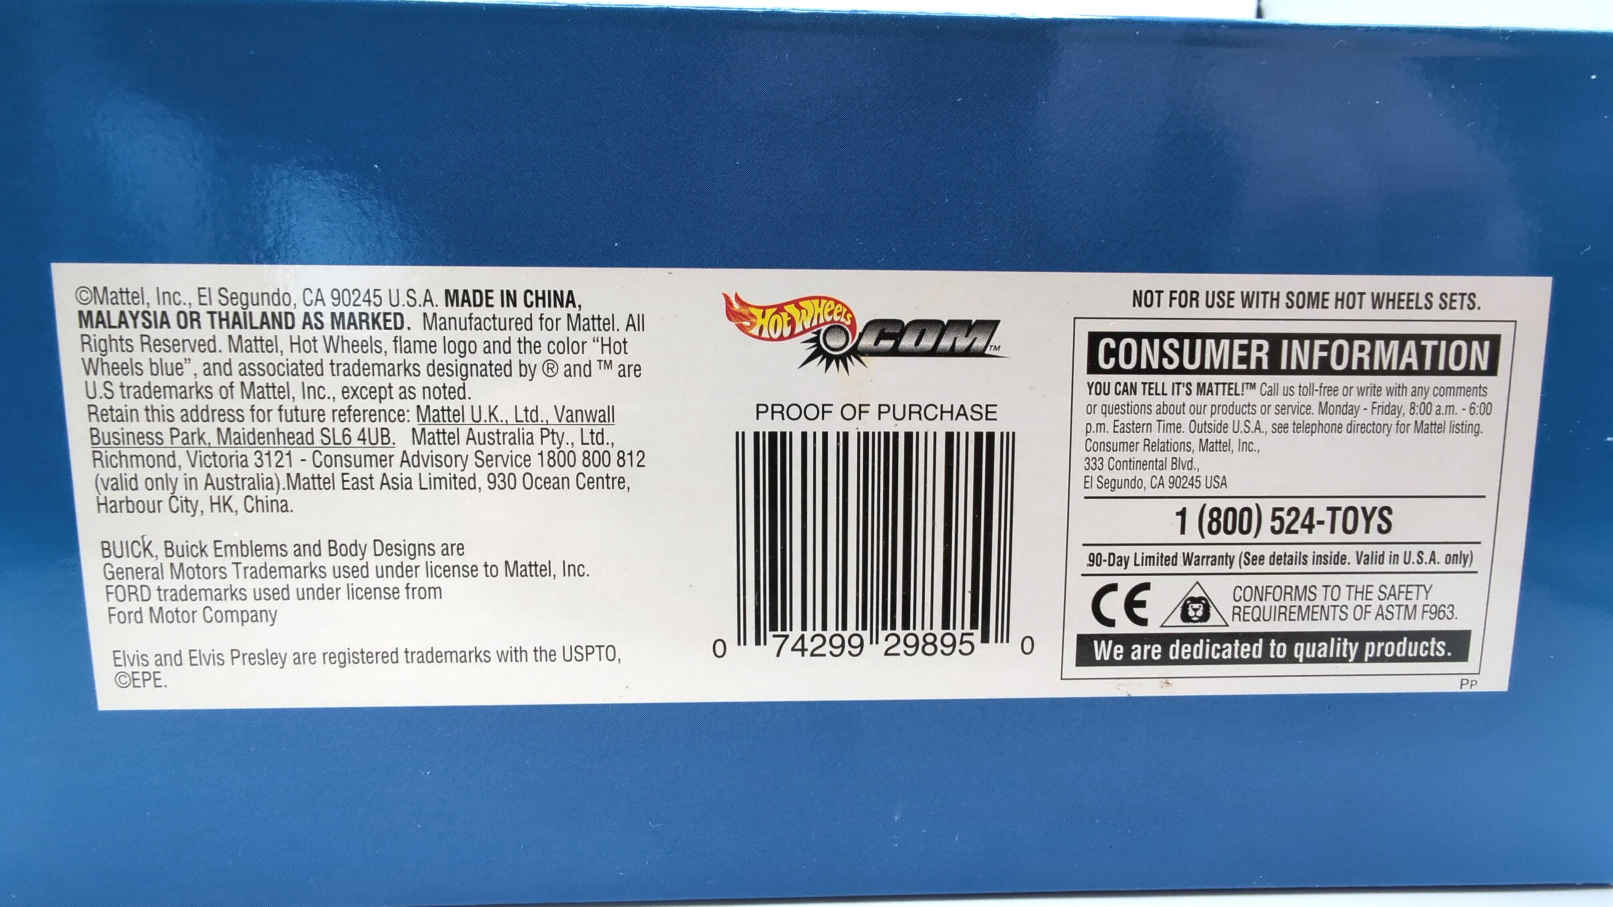 ©Mattel, Inc., El Segundo, CA 90245 U.S.A. MADE IN CHINA,
MALAYSIA OR THAILAND AS MARKED. Manufactured for Mattel. All
Rights Reserved. Mattel, Hot Wheels, flame logo and the color “Hot
Wheels blue”, and associated trademarks designated by ® and ™ are
U.S trademarks of Mattel, Inc., except as noted.
Retain this address for future reference: Mattel U.K., Ltd., Vanwall
Business Park, Maidenhead SL6 4UB. Mattel Australia Pty., Ltd.,
Richmond, Victoria 3121 - Consumer Advisory Service 1800 800 812
(valid only in Australia).Mattel East Asia Limited, 930 Ocean Centre,
Harbour City, HK, China.
BUICK, Buick Emblems and Body Designs are
General Motors Trademarks used under license to Mattel, Inc.
FORD trademarks used under license from
Ford Motor Company
Elvis and Elvis Presley are registered trademarks with the USPTO,
©EPE.
Hot Wheels.COM™
PROOF OF PURCHASE
0 74299 29895 0
NOT FOR USE WITH SOME HOT WHEELS SETS.
CONSUMER INFORMATION
YOU CAN TELL IT'S MATTEL!™ Call us toll-free or write with any comments
or questions about our products or service. Monday - Friday, 8:00 a.m. - 6:00
p.m. Eastern Time. Outside U.S.A., see telephone directory for Mattel listing.
Consumer Relations, Mattel, Inc.,
333 Continental Blvd.,
El Segundo, CA 90245 USA
1 (800) 524-TOYS
90-Day Limited Warranty (See details inside. Valid in U.S.A. only)
CE CONFORMS TO THE SAFETY
REQUIREMENTS OF ASTM F963.
We are dedicated to quality products.
PP